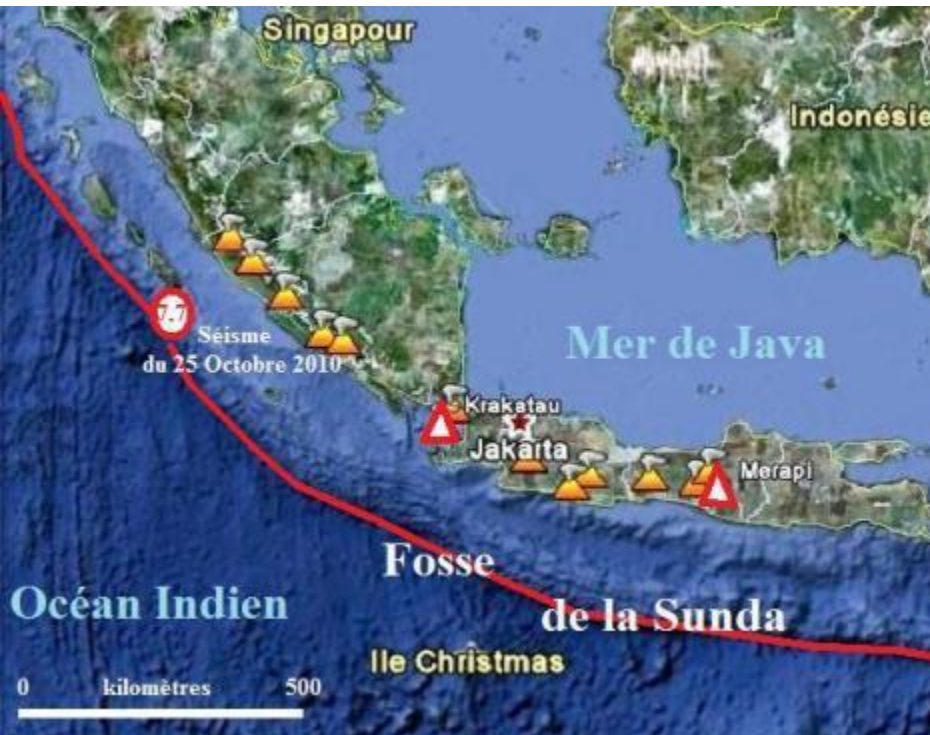 Singapour
Indonésie
7.7
Séisme
du 25 Octobre 2010
Mer de Java
Krakatau
Jakarta
Merapi
Fosse
de la Sunda
Océan Indien
Ile Christmas
0 kilomètres 500